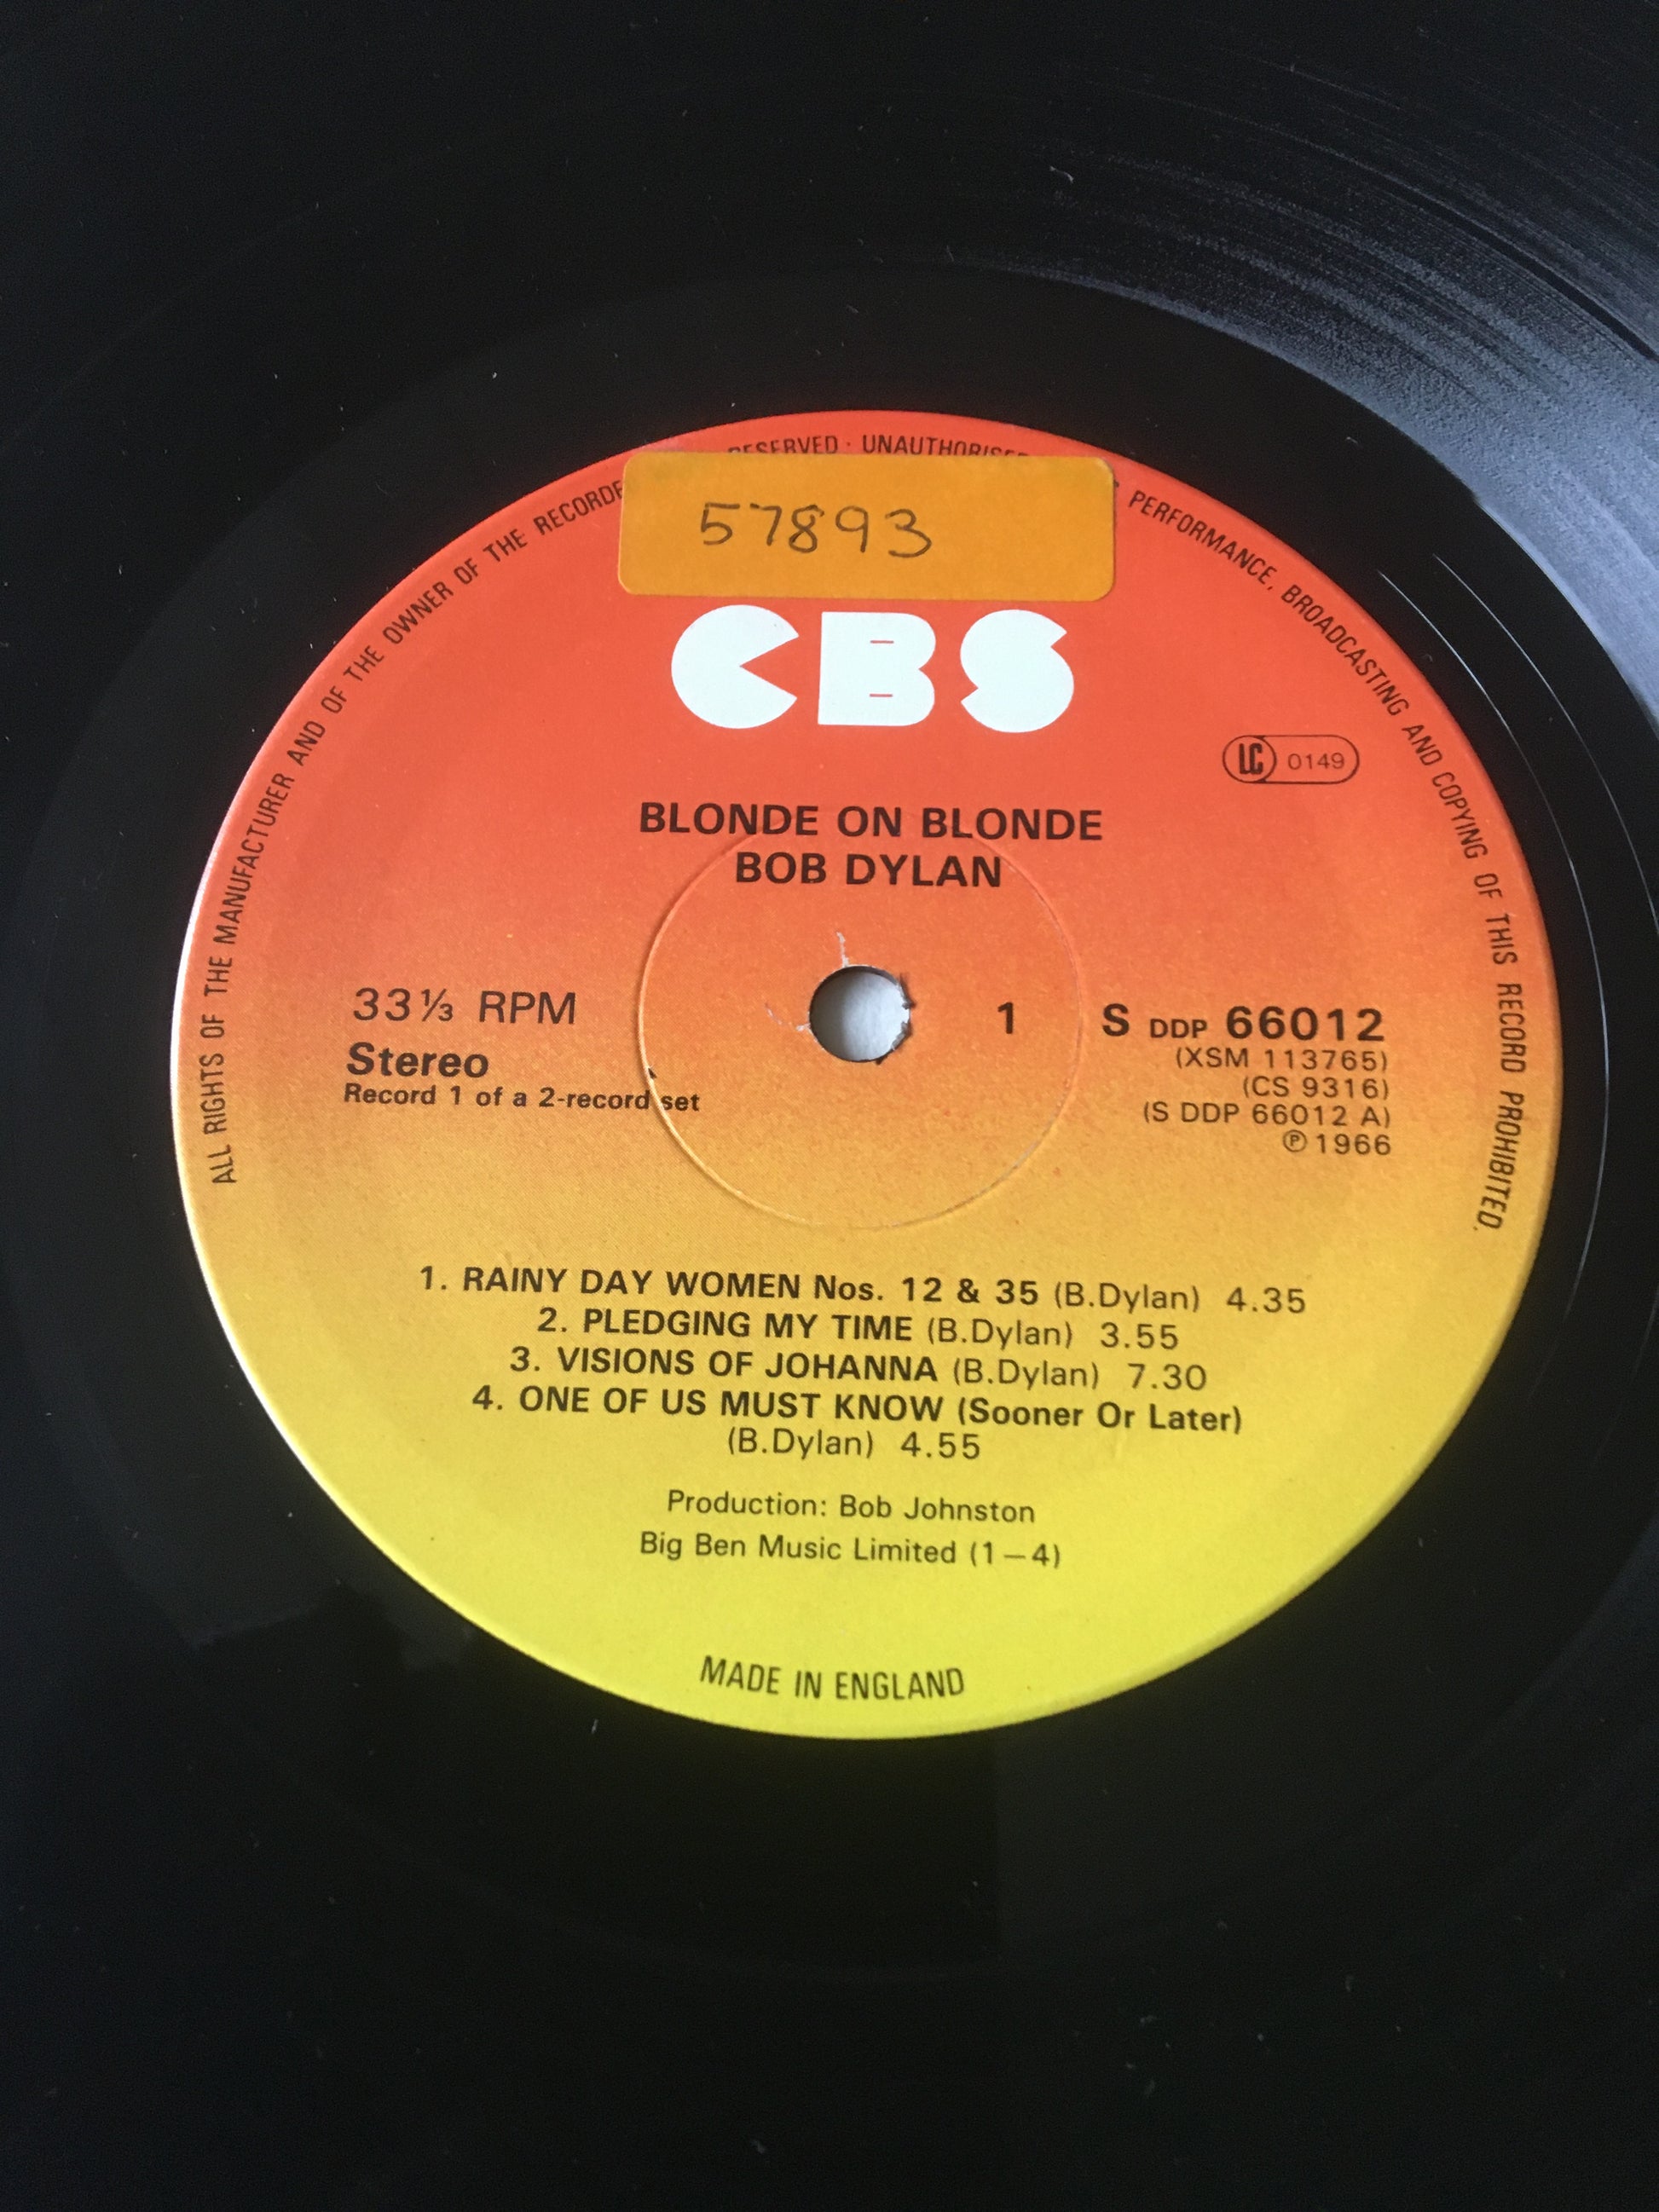 ALL RIGHTS OF THE MANUFACTURER AND OF THE OWNER OF THE RECORDE RESERVED · UNAUTHORISE PERFORMANCE, BROADCASTING AND COPYING OF THIS RECORD PROHIBITED.
57893
CBS
LC 0149
BLONDE ON BLONDE
BOB DYLAN
33⅓ RPM
Stereo
Record 1 of a 2-record set
1
S DDP 66012
(XSM 113765)
(CS 9316)
(S DDP 66012 A)
℗ 1966
1. RAINY DAY WOMEN Nos. 12 & 35 (B.Dylan) 4.35
2. PLEDGING MY TIME (B.Dylan) 3.55
3. VISIONS OF JOHANNA (B.Dylan) 7.30
4. ONE OF US MUST KNOW (Sooner Or Later)
(B.Dylan) 4.55
Production: Bob Johnston
Big Ben Music Limited (1–4)
MADE IN ENGLAND